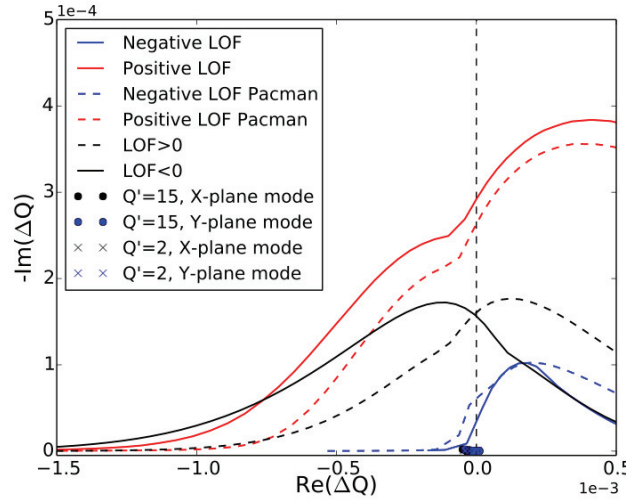 1e-4
5
4
3
2
1
0
-Im(ΔQ)
Negative LOF
Positive LOF
Negative LOF Pacman
Positive LOF Pacman
LOF>0
LOF<0
Q'=15, X-plane mode
Q'=15, Y-plane mode
Q'=2, X-plane mode
Q'=2, Y-plane mode
−1.5 −1.0 −0.5 0.0 0.5
Re(ΔQ) 1e-3